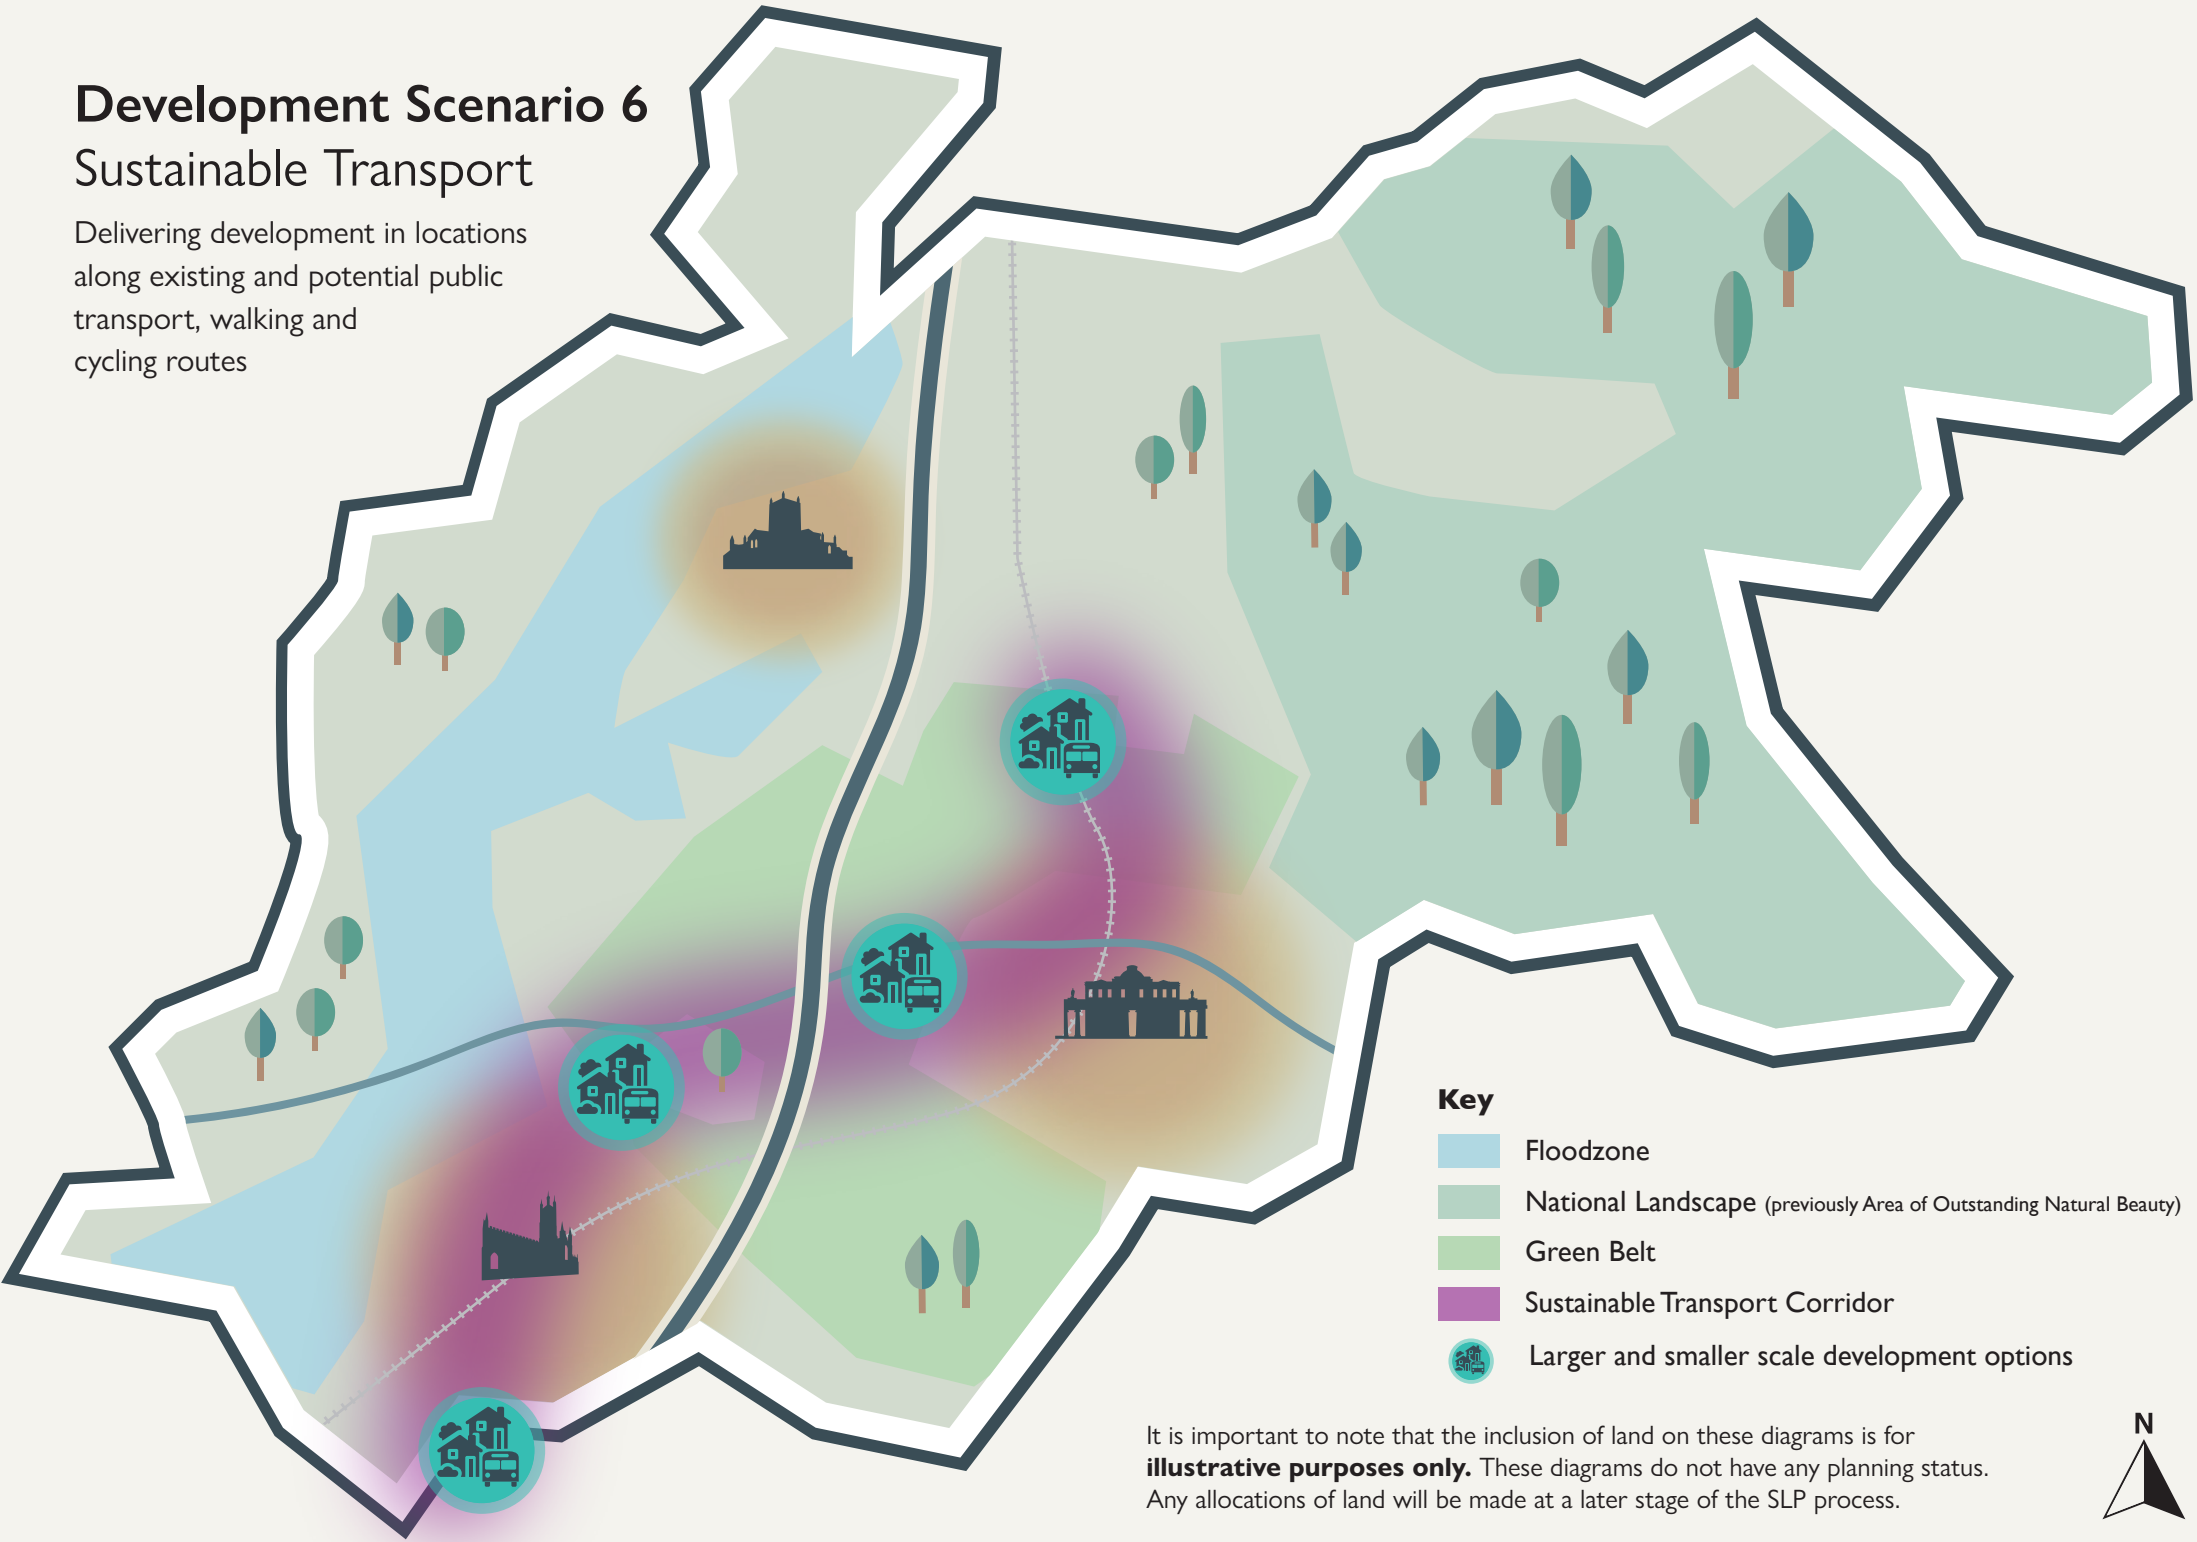 Development Scenario 6
Sustainable Transport
Delivering development in locations
along existing and potential public
transport, walking and
cycling routes
Key
Floodzone
National Landscape (previously Area of Outstanding Natural Beauty)
Green Belt
Sustainable Transport Corridor
Larger and smaller scale development options
It is important to note that the inclusion of land on these diagrams is for
illustrative purposes only. These diagrams do not have any planning status.
Any allocations of land will be made at a later stage of the SLP process.
N